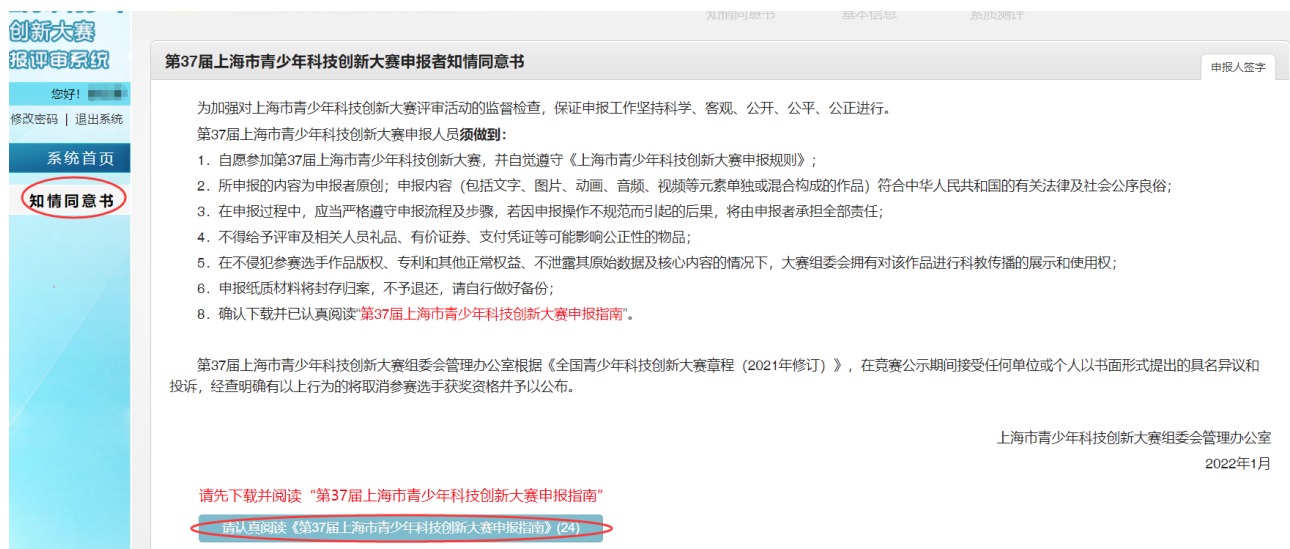 创新大赛
报评审系统
您好!
修改密码 | 退出系统
系统首页
知情同意书
知情同意书 基本信息 素质测评
第37届上海市青少年科技创新大赛申报者知情同意书
申报人签字
为加强对上海市青少年科技创新大赛评审活动的监督检查，保证申报工作坚持科学、客观、公开、公平、公正进行。
第37届上海市青少年科技创新大赛申报人员须做到：
1．自愿参加第37届上海市青少年科技创新大赛，并自觉遵守《上海市青少年科技创新大赛申报规则》；
2．所申报的内容为申报者原创；申报内容（包括文字、图片、动画、音频、视频等元素单独或混合构成的作品）符合中华人民共和国的有关法律及社会公序良俗；
3．在申报过程中，应当严格遵守申报流程及步骤，若因申报操作不规范而引起的后果，将由申报者承担全部责任；
4．不得给予评审及相关人员礼品、有价证券、支付凭证等可能影响公正性的物品；
5．在不侵犯参赛选手作品版权、专利和其他正常权益、不泄露其原始数据及核心内容的情况下，大赛组委会拥有对该作品进行科教传播的展示和使用权；
6．申报纸质材料将封存归案，不予退还，请自行做好备份；
8．确认下载并已认真阅读“第37届上海市青少年科技创新大赛申报指南”。
第37届上海市青少年科技创新大赛组委会管理办公室根据《全国青少年科技创新大赛章程（2021年修订）》，在竞赛公示期间接受任何单位或个人以书面形式提出的具名异议和
投诉，经查明确有以上行为的将取消参赛选手获奖资格并予以公布。
上海市青少年科技创新大赛组委会管理办公室
2022年1月
请先下载并阅读“第37届上海市青少年科技创新大赛申报指南”
请认真阅读《第37届上海市青少年科技创新大赛申报指南》(24)